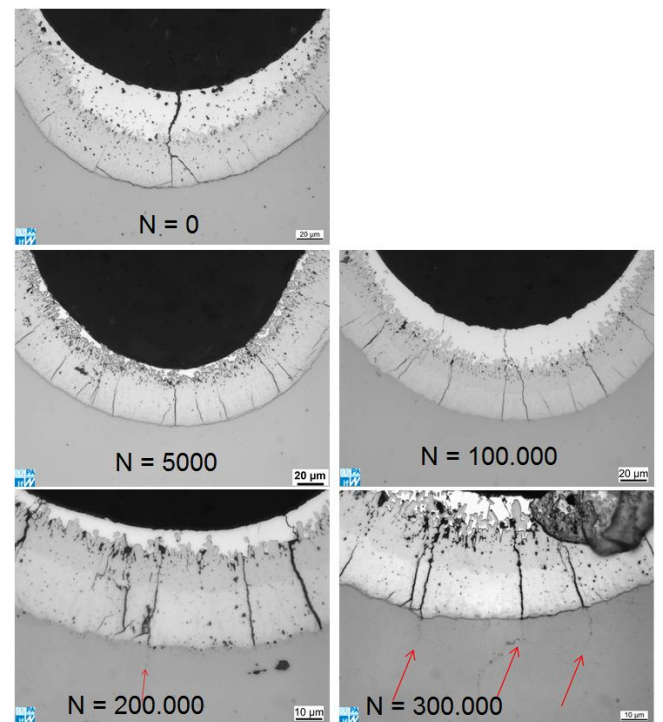 N = 0
20 µm
N = 5000
20 µm
N = 100.000
20 µm
N = 200.000
10 µm
N = 300.000
10 µm